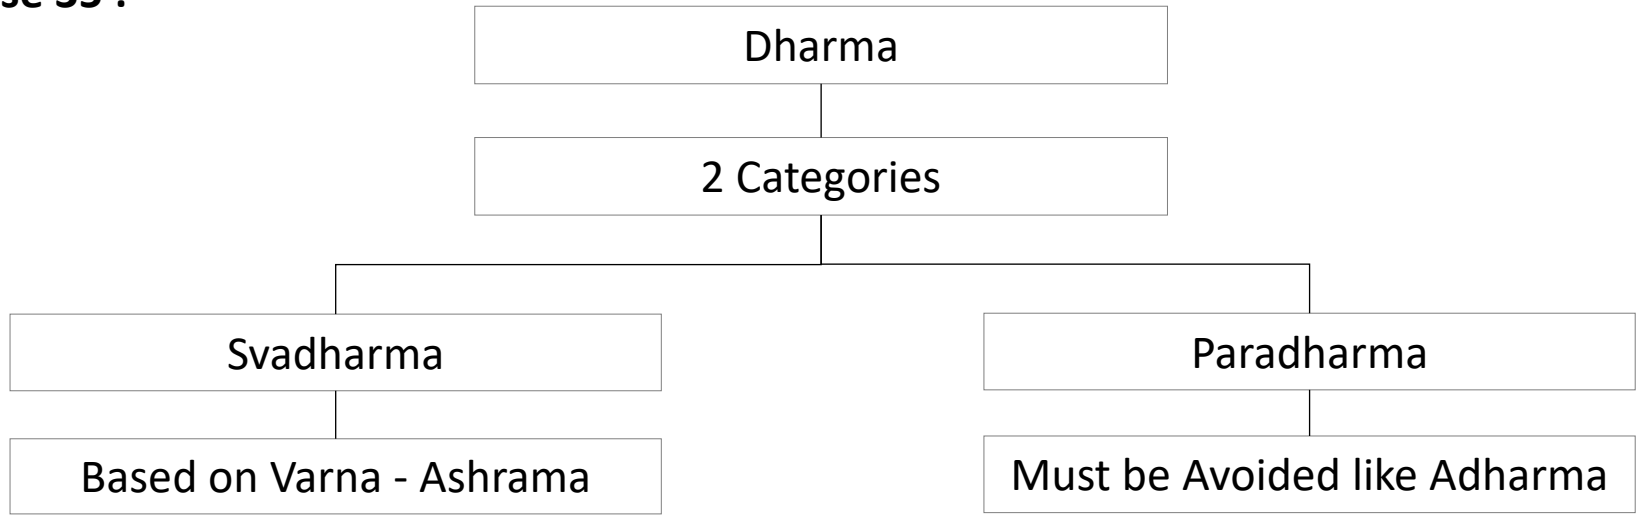 Dharma
2 Categories
Svadharma
Paradharma
Based on Varna - Ashrama
Must be Avoided like Adharma